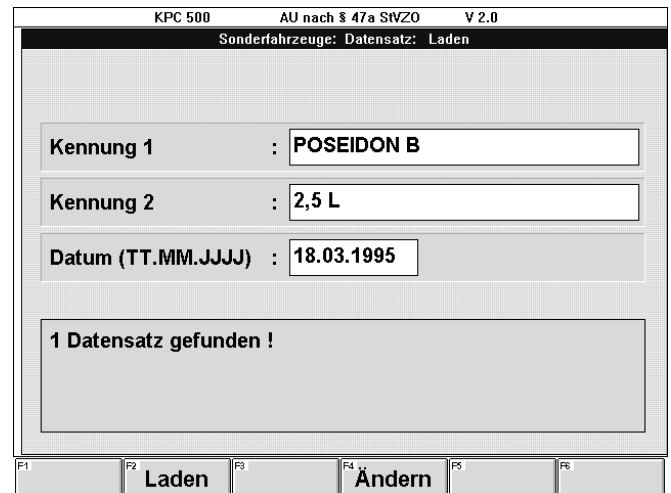 KPC 500 AU nach § 47a StVZO V 2.0
Sonderfahrzeuge: Datensatz: Laden
Kennung 1 : POSEIDON B
Kennung 2 : 2,5 L
Datum (TT.MM.JJJJ) : 18.03.1995
1 Datensatz gefunden !
F1 F2 Laden F3 F4 Ändern F5 F6